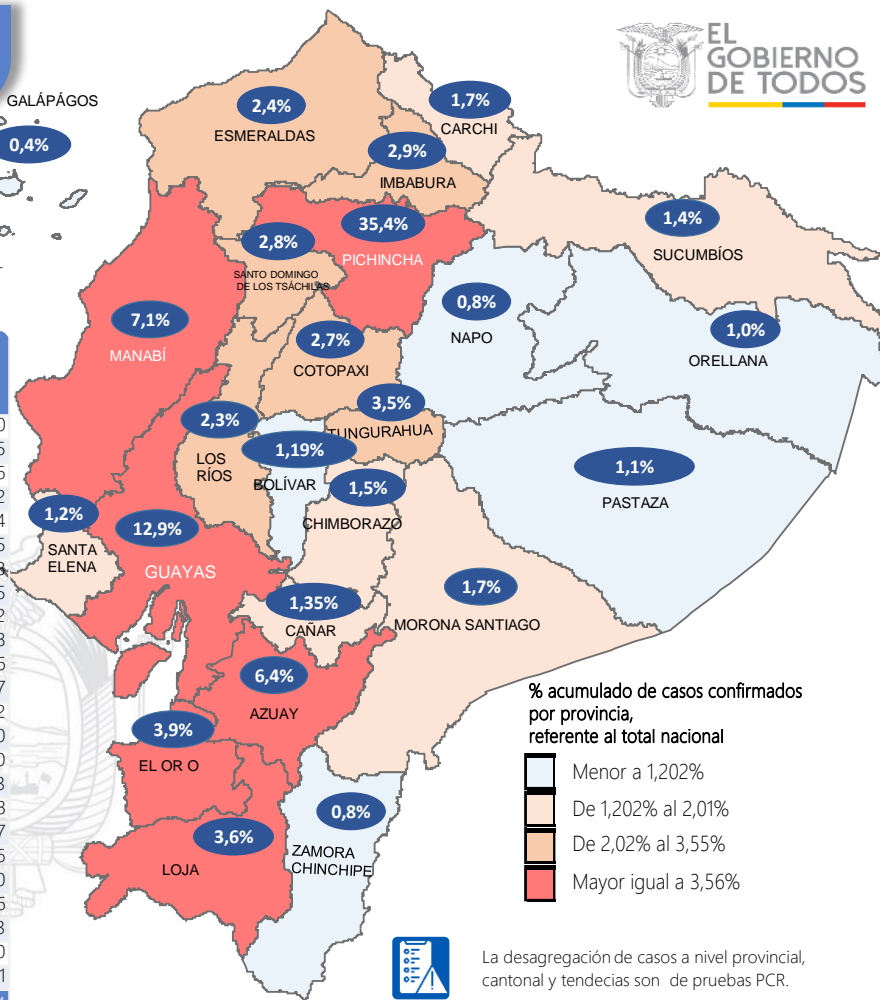 EL
GOBIERNO
DE TODOS
GALÁPÁGOS
0,4%
2,4%
ESMERALDAS
1,7%
CARCHI
2,9%
IMBABURA
35,4%
PICHINCHA
1,4%
SUCUMBÍOS
2,8%
SANTO DOMINGO
DE LOS TSÁCHILAS
7,1%
MANABÍ
0,8%
NAPO
1,0%
ORELLANA
2,7%
COTOPAXI
3,5%
TUNGURAHUA
2,3%
LOS
RÍOS
1,19%
BOLÍVAR
1,5%
CHIMBORAZO
1,1%
PASTAZA
1,2%
SANTA
ELENA
12,9%
GUAYAS
1,35%
CAÑAR
1,7%
MORONA SANTIAGO
6,4%
AZUAY
3,9%
EL OR O
3,6%
LOJA
0,8%
ZAMORA
CHINCHIPE
% acumulado de casos confirmados
por provincia,
referente al total nacional
Menor a 1,202%
De 1,202% al 2,01%
De 2,02% al 3,55%
Mayor igual a 3,56%
La desagregación de casos a nivel provincial,
cantonal y tendecias son de pruebas PCR.